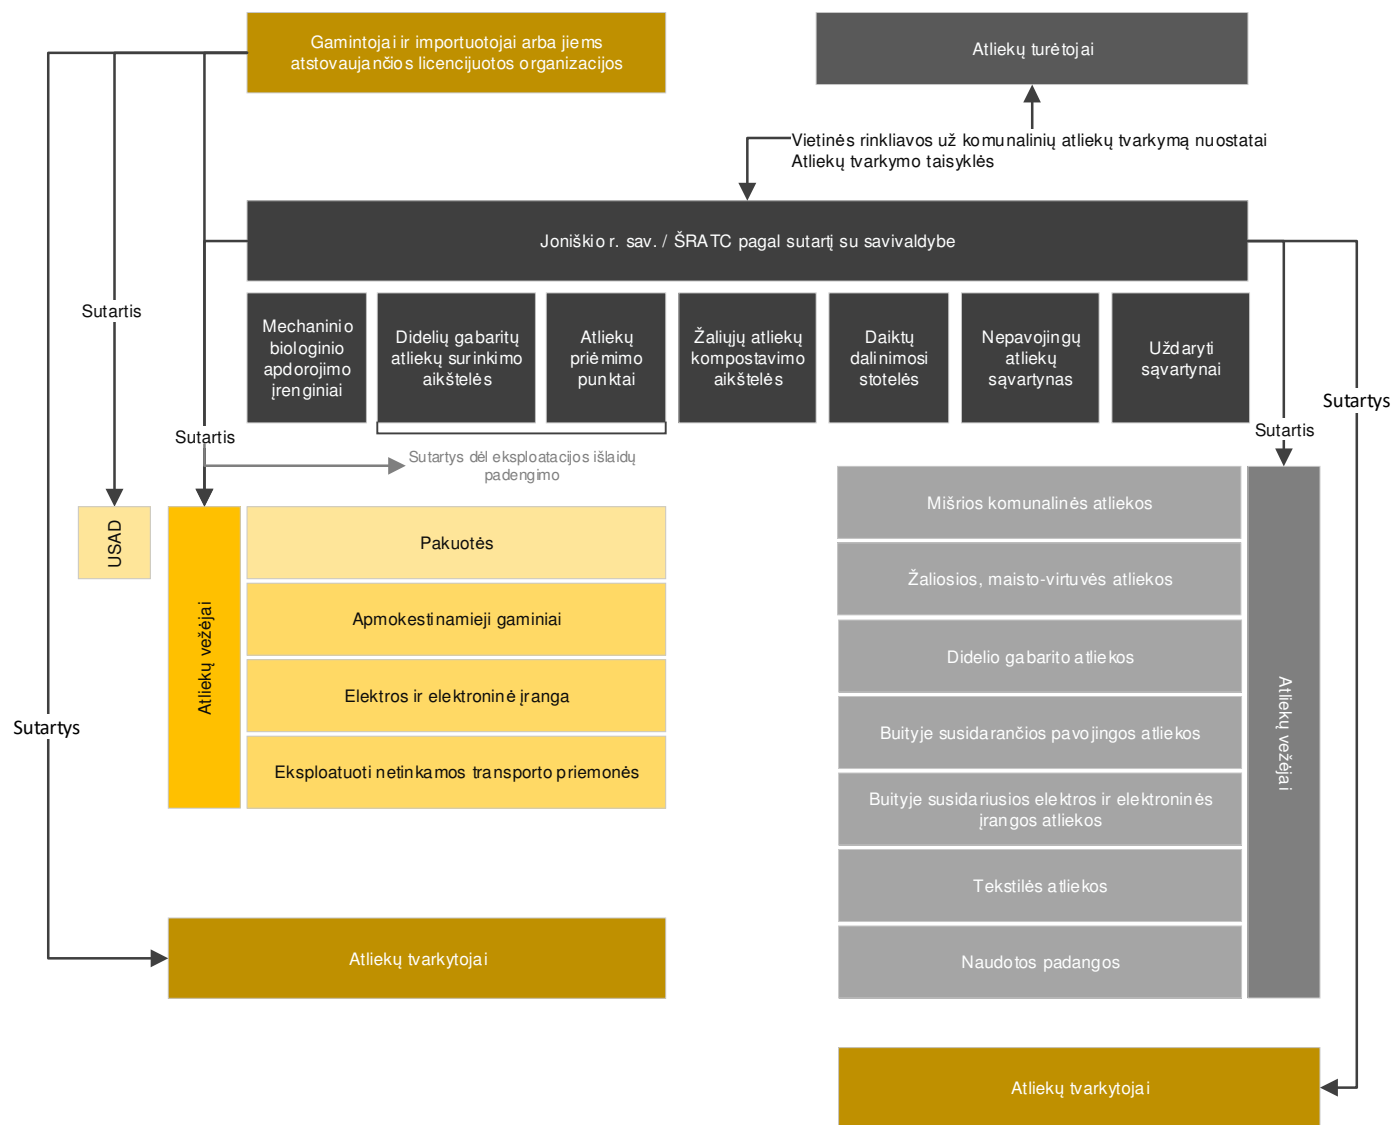 Gamintojai ir importuotojai arba jiems
atstovaujančios licencijuotos organizacijos
Atliekų turėtojai
Vietinės rinkliavos už komunalinių atliekų tvarkymą nuostatai
Atliekų tvarkymo taisyklės
Joniškio r. sav. / ŠRATC pagal sutartį su savivaldybe
Sutartis
Mechaninio
biologinio
apdorojimo
įrenginiai
Didelių gabaritų
atliekų surinkimo
aikštelės
Atliekų
priėmimo
punktai
Žaliųjų atliekų
kompostavimo
aikštelės
Daiktų
dalinimosi
stotelės
Nepavojingų
atliekų
sąvartynas
Uždaryti
sąvartynai
Sutartys
Sutartis
Sutartis
Sutartys dėl eksploatacijos išlaidų
padengimo
USAD
Atliekų vežėjai
Pakuotės
Apmokestinamieji gaminiai
Elektros ir elektroninė įranga
Eksploatuoti netinkamos transporto priemonės
Sutartys
Atliekų tvarkytojai
Mišrios komunalinės atliekos
Žaliosios, maisto-virtuvės atliekos
Didelio gabarito atliekos
Buityje susidarančios pavojingos atliekos
Buityje susidariusios elektros ir elektroninės
įrangos atliekos
Tekstilės atliekos
Naudotos padangos
Atliekų vežėjai
Atliekų tvarkytojai